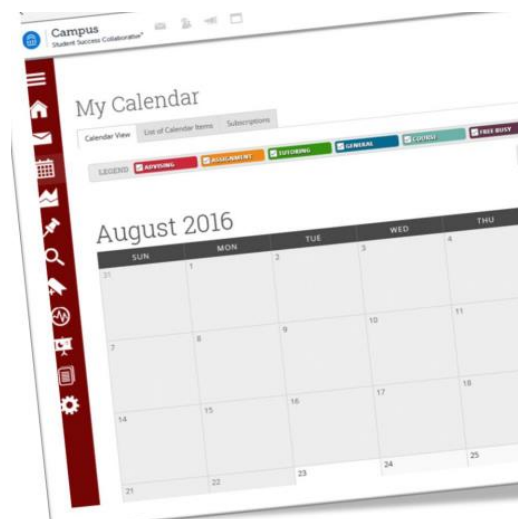 Campus
Student Success Collaborative™
My Calendar
Calendar View List of Calendar Items Subscriptions
LEGEND ADVISING ASSIGNMENT TUTORING GENERAL COURSE FREE BUSY
August 2016
SUN MON TUE WED THU
31 1 2 3 4
7 8 9 10 11
14 15 16 17 18
21 22 23 24 25